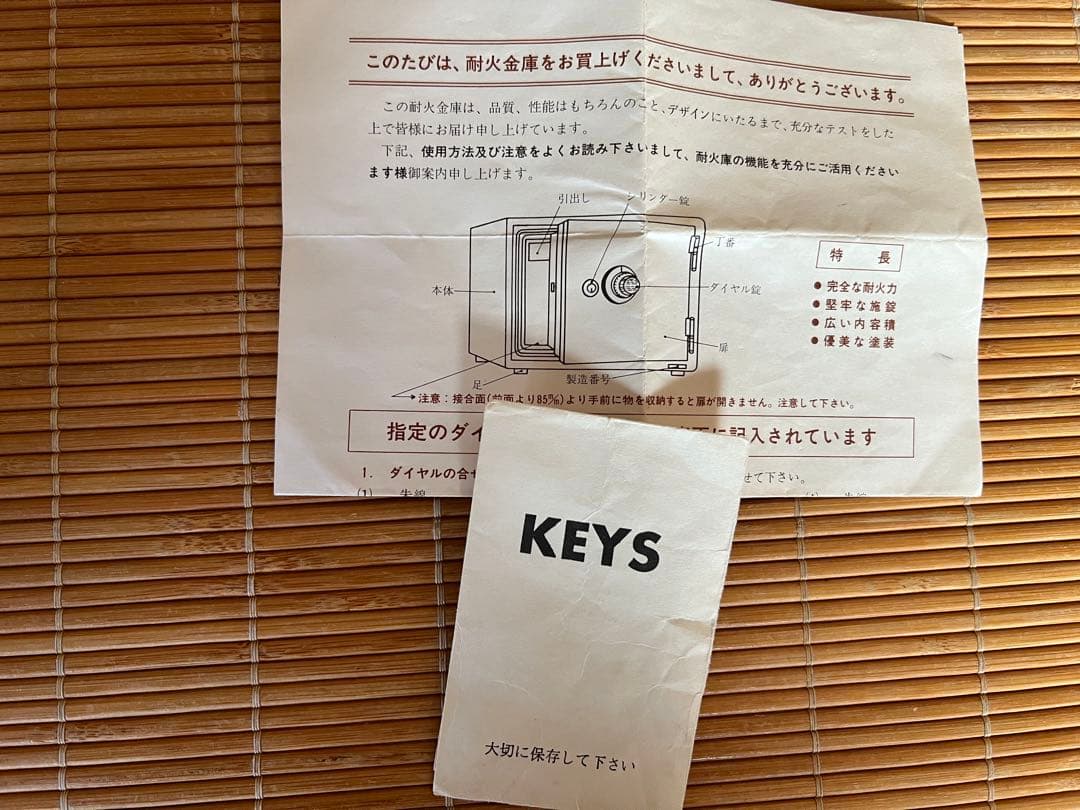 このたびは、耐火金庫をお買上げくださいまして、ありがとうございます。
この耐火金庫は、品質、性能はもちろんのこと、デザインにいたるまで、充分なテストをした
上で皆様にお届け申し上げています。
下記、使用方法及び注意をよくお読み下さいまして、耐火庫の機能を充分にご活用ください
ます様御案内申し上げます。
引出し
シリンダー錠
丁番
本体
ダイヤル錠
扉
足
製造番号
特 長
●完全な耐火力
●堅牢な施錠
●広い内容積
●優美な塗装
注意：接合面(前面より85㎜)より手前に物を収納すると扉が開きません。注意して下さい。
指定のダイ
に記入されています
1. ダイヤルの合せ
せて下さい。
KEYS
大切に保存して下さい